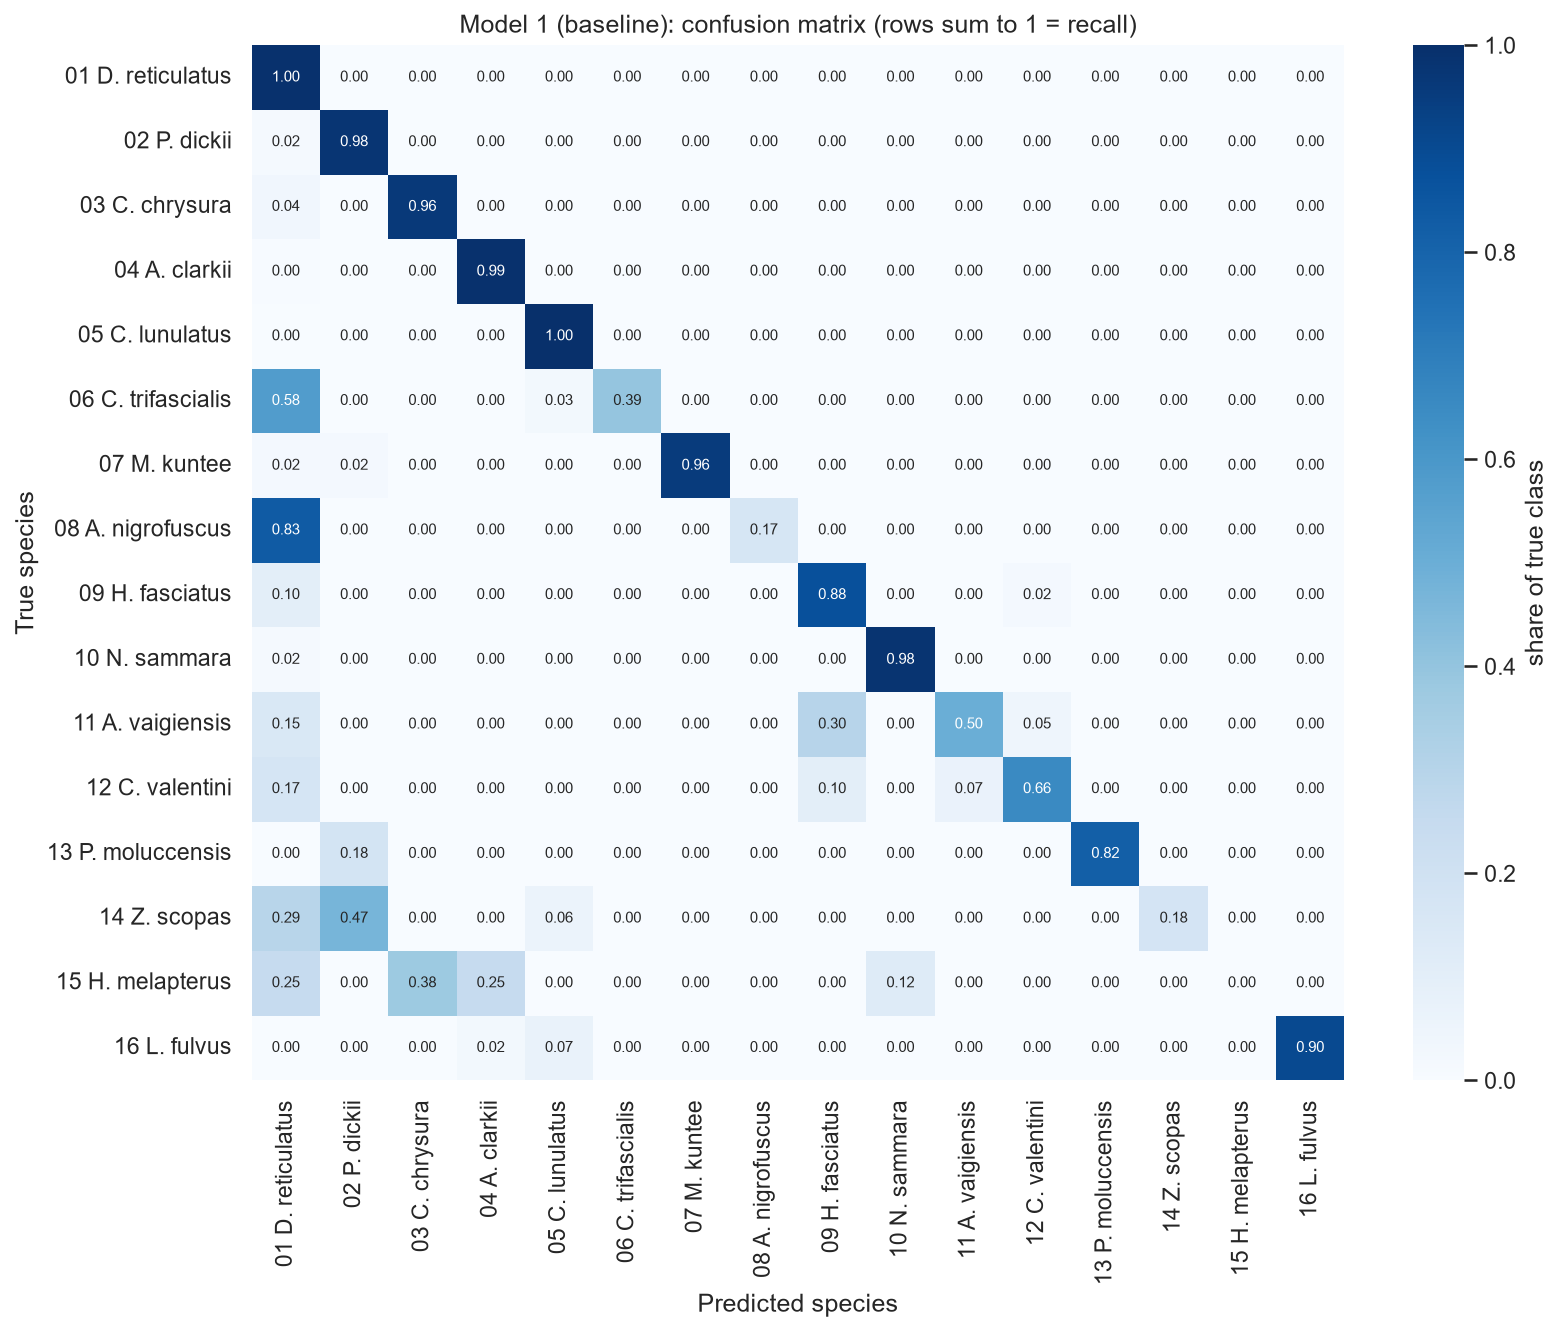 Model 1 (baseline): confusion matrix (rows sum to 1 = recall)
01 D. reticulatus 1.00 0.00 0.00 0.00 0.00 0.00 0.00 0.00 0.00 0.00 0.00 0.00 0.00 0.00 0.00 0.00
02 P. dickii 0.02 0.98 0.00 0.00 0.00 0.00 0.00 0.00 0.00 0.00 0.00 0.00 0.00 0.00 0.00 0.00
03 C. chrysura 0.04 0.00 0.96 0.00 0.00 0.00 0.00 0.00 0.00 0.00 0.00 0.00 0.00 0.00 0.00 0.00
04 A. clarkii 0.00 0.00 0.00 0.99 0.00 0.00 0.00 0.00 0.00 0.00 0.00 0.00 0.00 0.00 0.00 0.00
05 C. lunulatus 0.00 0.00 0.00 0.00 1.00 0.00 0.00 0.00 0.00 0.00 0.00 0.00 0.00 0.00 0.00 0.00
06 C. trifascialis 0.58 0.00 0.00 0.00 0.03 0.39 0.00 0.00 0.00 0.00 0.00 0.00 0.00 0.00 0.00 0.00
07 M. kuntee 0.02 0.02 0.00 0.00 0.00 0.00 0.96 0.00 0.00 0.00 0.00 0.00 0.00 0.00 0.00 0.00
08 A. nigrofuscus 0.83 0.00 0.00 0.00 0.00 0.00 0.00 0.17 0.00 0.00 0.00 0.00 0.00 0.00 0.00 0.00
09 H. fasciatus 0.10 0.00 0.00 0.00 0.00 0.00 0.00 0.00 0.88 0.00 0.00 0.02 0.00 0.00 0.00 0.00
10 N. sammara 0.02 0.00 0.00 0.00 0.00 0.00 0.00 0.00 0.00 0.98 0.00 0.00 0.00 0.00 0.00 0.00
11 A. vaigiensis 0.15 0.00 0.00 0.00 0.00 0.00 0.00 0.00 0.30 0.00 0.50 0.05 0.00 0.00 0.00 0.00
12 C. valentini 0.17 0.00 0.00 0.00 0.00 0.00 0.00 0.00 0.10 0.00 0.07 0.66 0.00 0.00 0.00 0.00
13 P. moluccensis 0.00 0.18 0.00 0.00 0.00 0.00 0.00 0.00 0.00 0.00 0.00 0.00 0.82 0.00 0.00 0.00
14 Z. scopas 0.29 0.47 0.00 0.00 0.06 0.00 0.00 0.00 0.00 0.00 0.00 0.00 0.00 0.18 0.00 0.00
15 H. melapterus 0.25 0.00 0.38 0.25 0.00 0.00 0.00 0.00 0.00 0.12 0.00 0.00 0.00 0.00 0.00 0.00
16 L. fulvus 0.00 0.00 0.00 0.02 0.07 0.00 0.00 0.00 0.00 0.00 0.00 0.00 0.00 0.00 0.00 0.90
True species
01 D. reticulatus
02 P. dickii
03 C. chrysura
04 A. clarkii
05 C. lunulatus
06 C. trifascialis
07 M. kuntee
08 A. nigrofuscus
09 H. fasciatus
10 N. sammara
11 A. vaigiensis
12 C. valentini
13 P. moluccensis
14 Z. scopas
15 H. melapterus
16 L. fulvus
Predicted species
1.0
0.8
0.6
0.4
0.2
0.0
share of true class